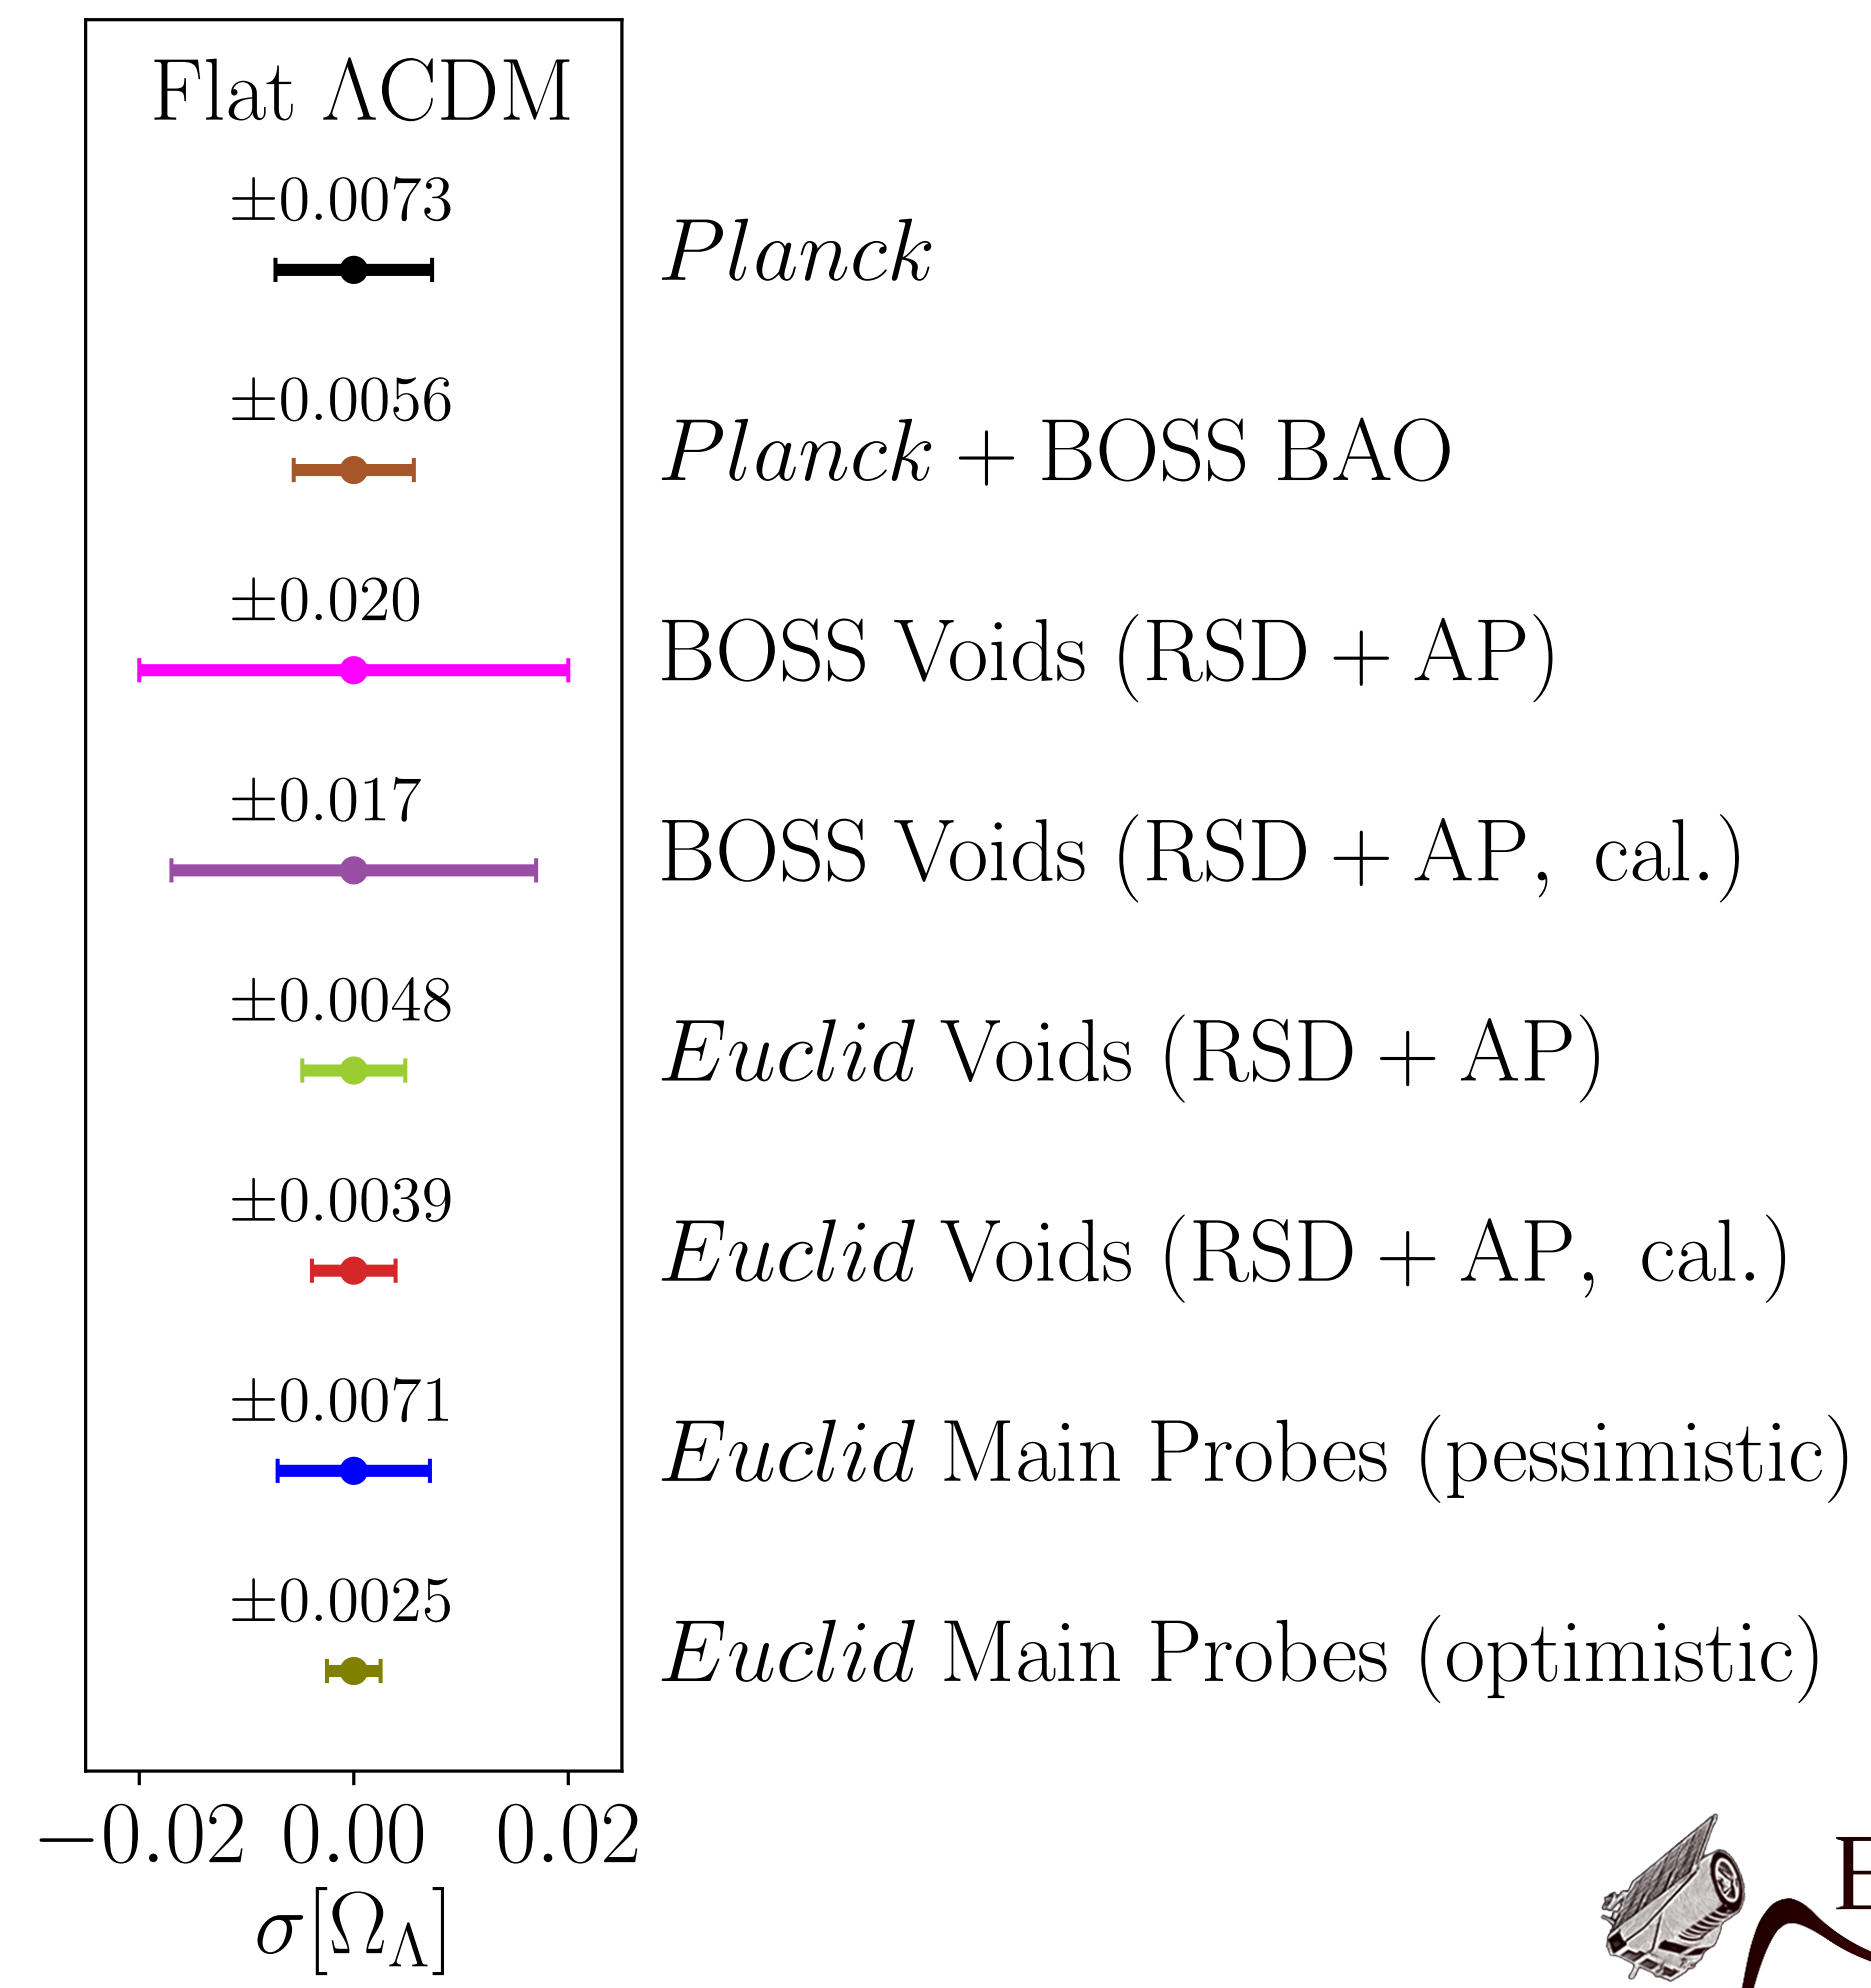 Flat ΛCDM
±0.0073
Planck
±0.0056
Planck + BOSS BAO
±0.020
BOSS Voids (RSD + AP)
±0.017
BOSS Voids (RSD + AP, cal.)
±0.0048
Euclid Voids (RSD + AP)
±0.0039
Euclid Voids (RSD + AP, cal.)
±0.0071
Euclid Main Probes (pessimistic)
±0.0025
Euclid Main Probes (optimistic)
−0.02 0.00 0.02
σ[Ω_Λ]